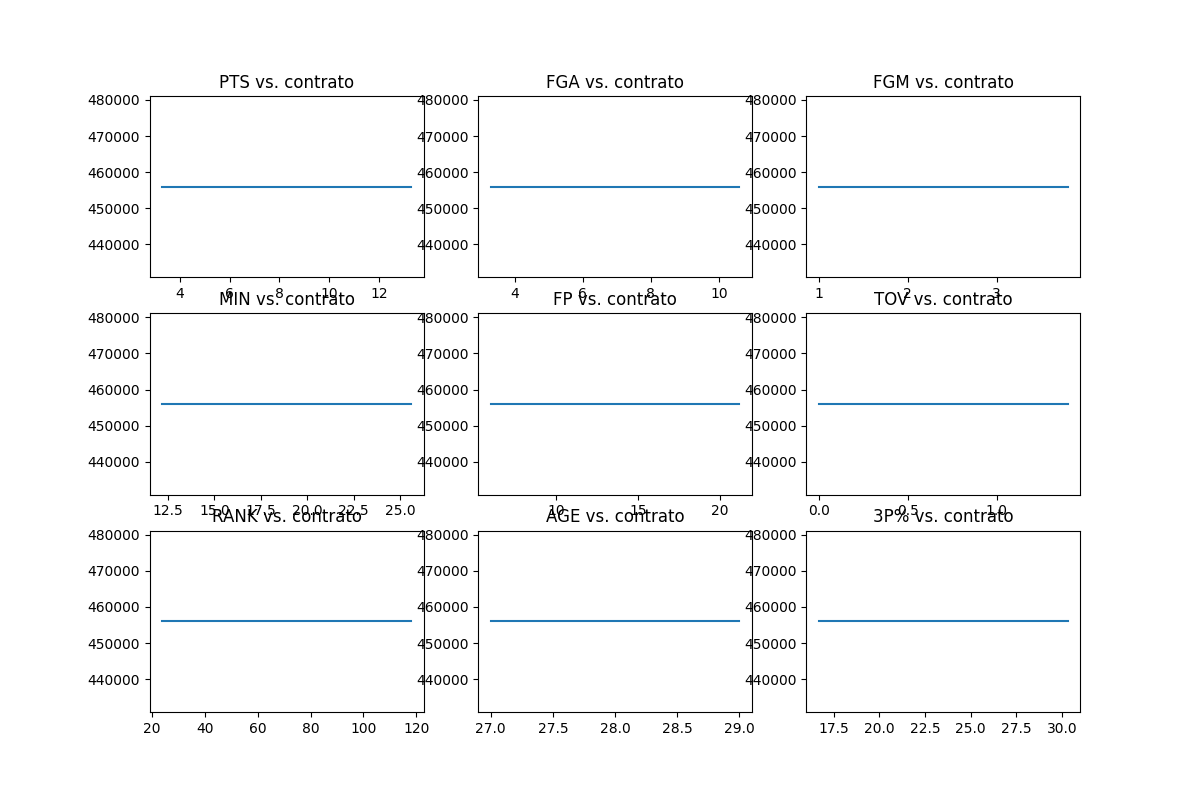 PTS vs. contrato
FGA vs. contrato
FGM vs. contrato
480000 480000 480000
470000 470000 470000
460000 460000 460000
450000 450000 450000
440000 440000 440000
4 6 8 10 12
4 6 8 10
1 2 3
MIN vs. contrato
FP vs. contrato
TOV vs. contrato
480000 480000 480000
470000 470000 470000
460000 460000 460000
450000 450000 450000
440000 440000 440000
12.5 15.0 17.5 20.0 22.5 25.0
10 15 20
0.0 0.5 1.0
RANK vs. contrato
AGE vs. contrato
3P% vs. contrato
480000 480000 480000
470000 470000 470000
460000 460000 460000
450000 450000 450000
440000 440000 440000
20 40 60 80 100 120
27.0 27.5 28.0 28.5 29.0
17.5 20.0 22.5 25.0 27.5 30.0